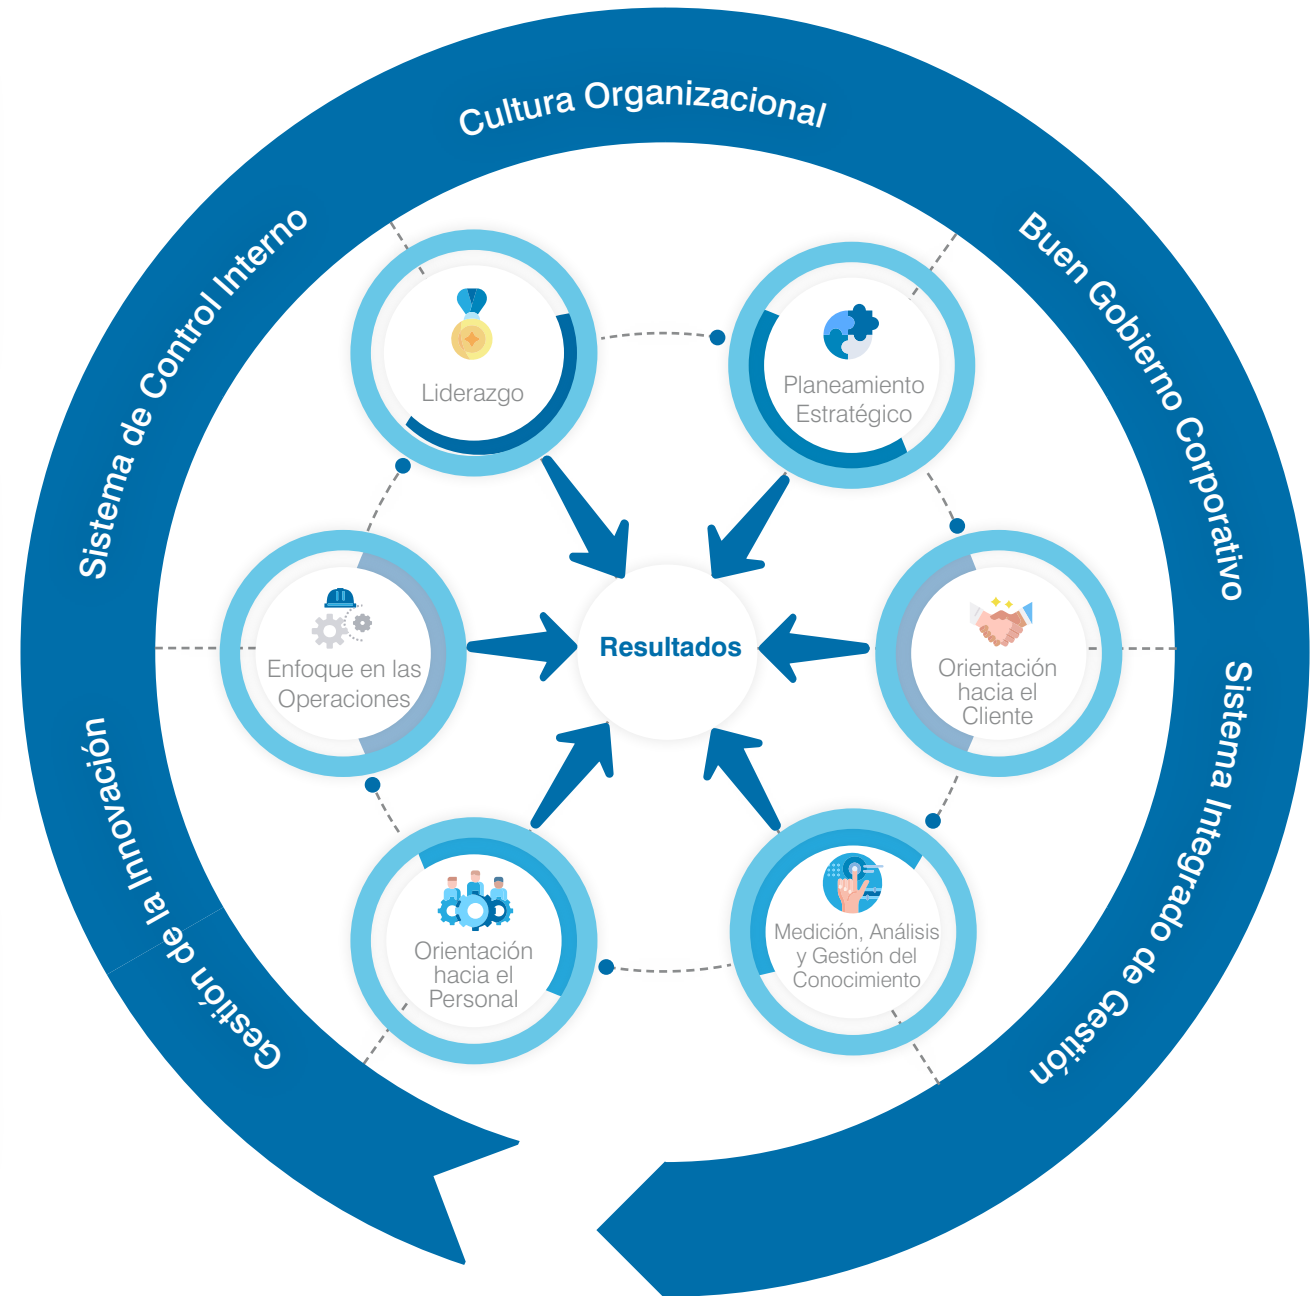 Cultura Organizacional
Buen Gobierno Corporativo
Sistema Integrado de Gestión
Gestión de la Innovación
Sistema de Control Interno
Liderazgo
Planeamiento
Estratégico
Orientación
hacia el
Cliente
Medición, Análisis
y Gestión del
Conocimiento
Orientación
hacia el
Personal
Enfoque en las
Operaciones
Resultados